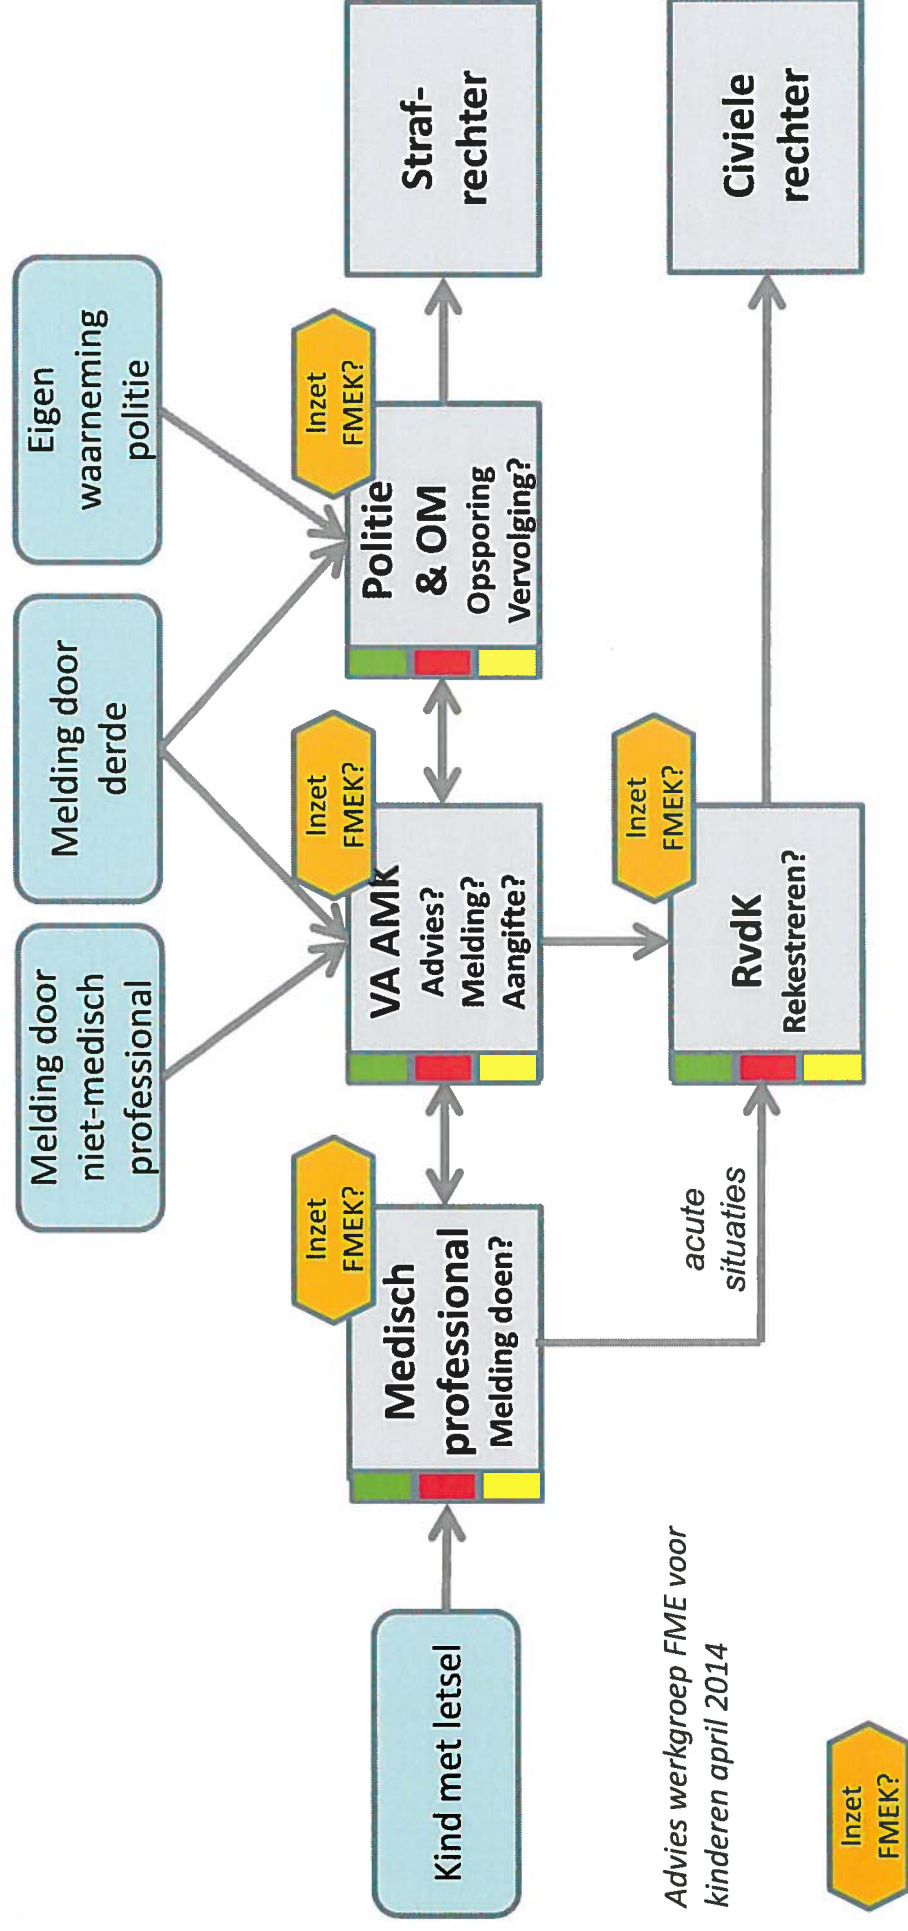 Melding door
niet-medisch
professional
Melding door
derde
Eigen
waarneming
politie
Kind met letsel
Inzet
FMEK?
Medisch
professional
Melding doen?
Inzet
FMEK?
VA AMK
Advies?
Melding?
Aangifte?
Inzet
FMEK?
Politie
& OM
Opsporing
Vervolging?
Straf-
rechter
acute
situaties
Inzet
FMEK?
RvdK
Rekestreren?
Civiele
rechter
Advies werkgroep FME voor
kinderen april 2014
Inzet
FMEK?